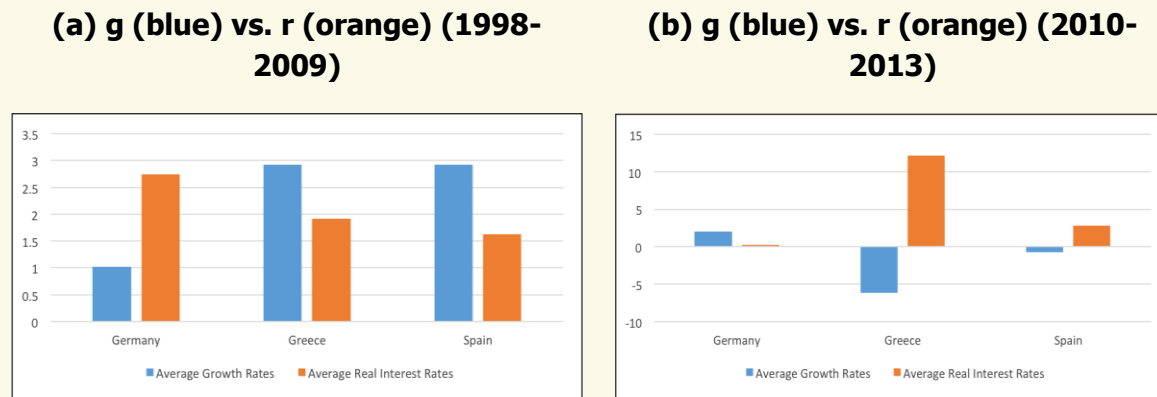 (a) g (blue) vs. r (orange) (1998-
2009)
3.5
3
2.5
2
1.5
1
0.5
0
Germany
Greece
Spain
Average Growth Rates
Average Real Interest Rates
(b) g (blue) vs. r (orange) (2010-
2013)
15
10
5
0
-5
-10
Germany
Greece
Spain
Average Growth Rates
Average Real Interest Rates